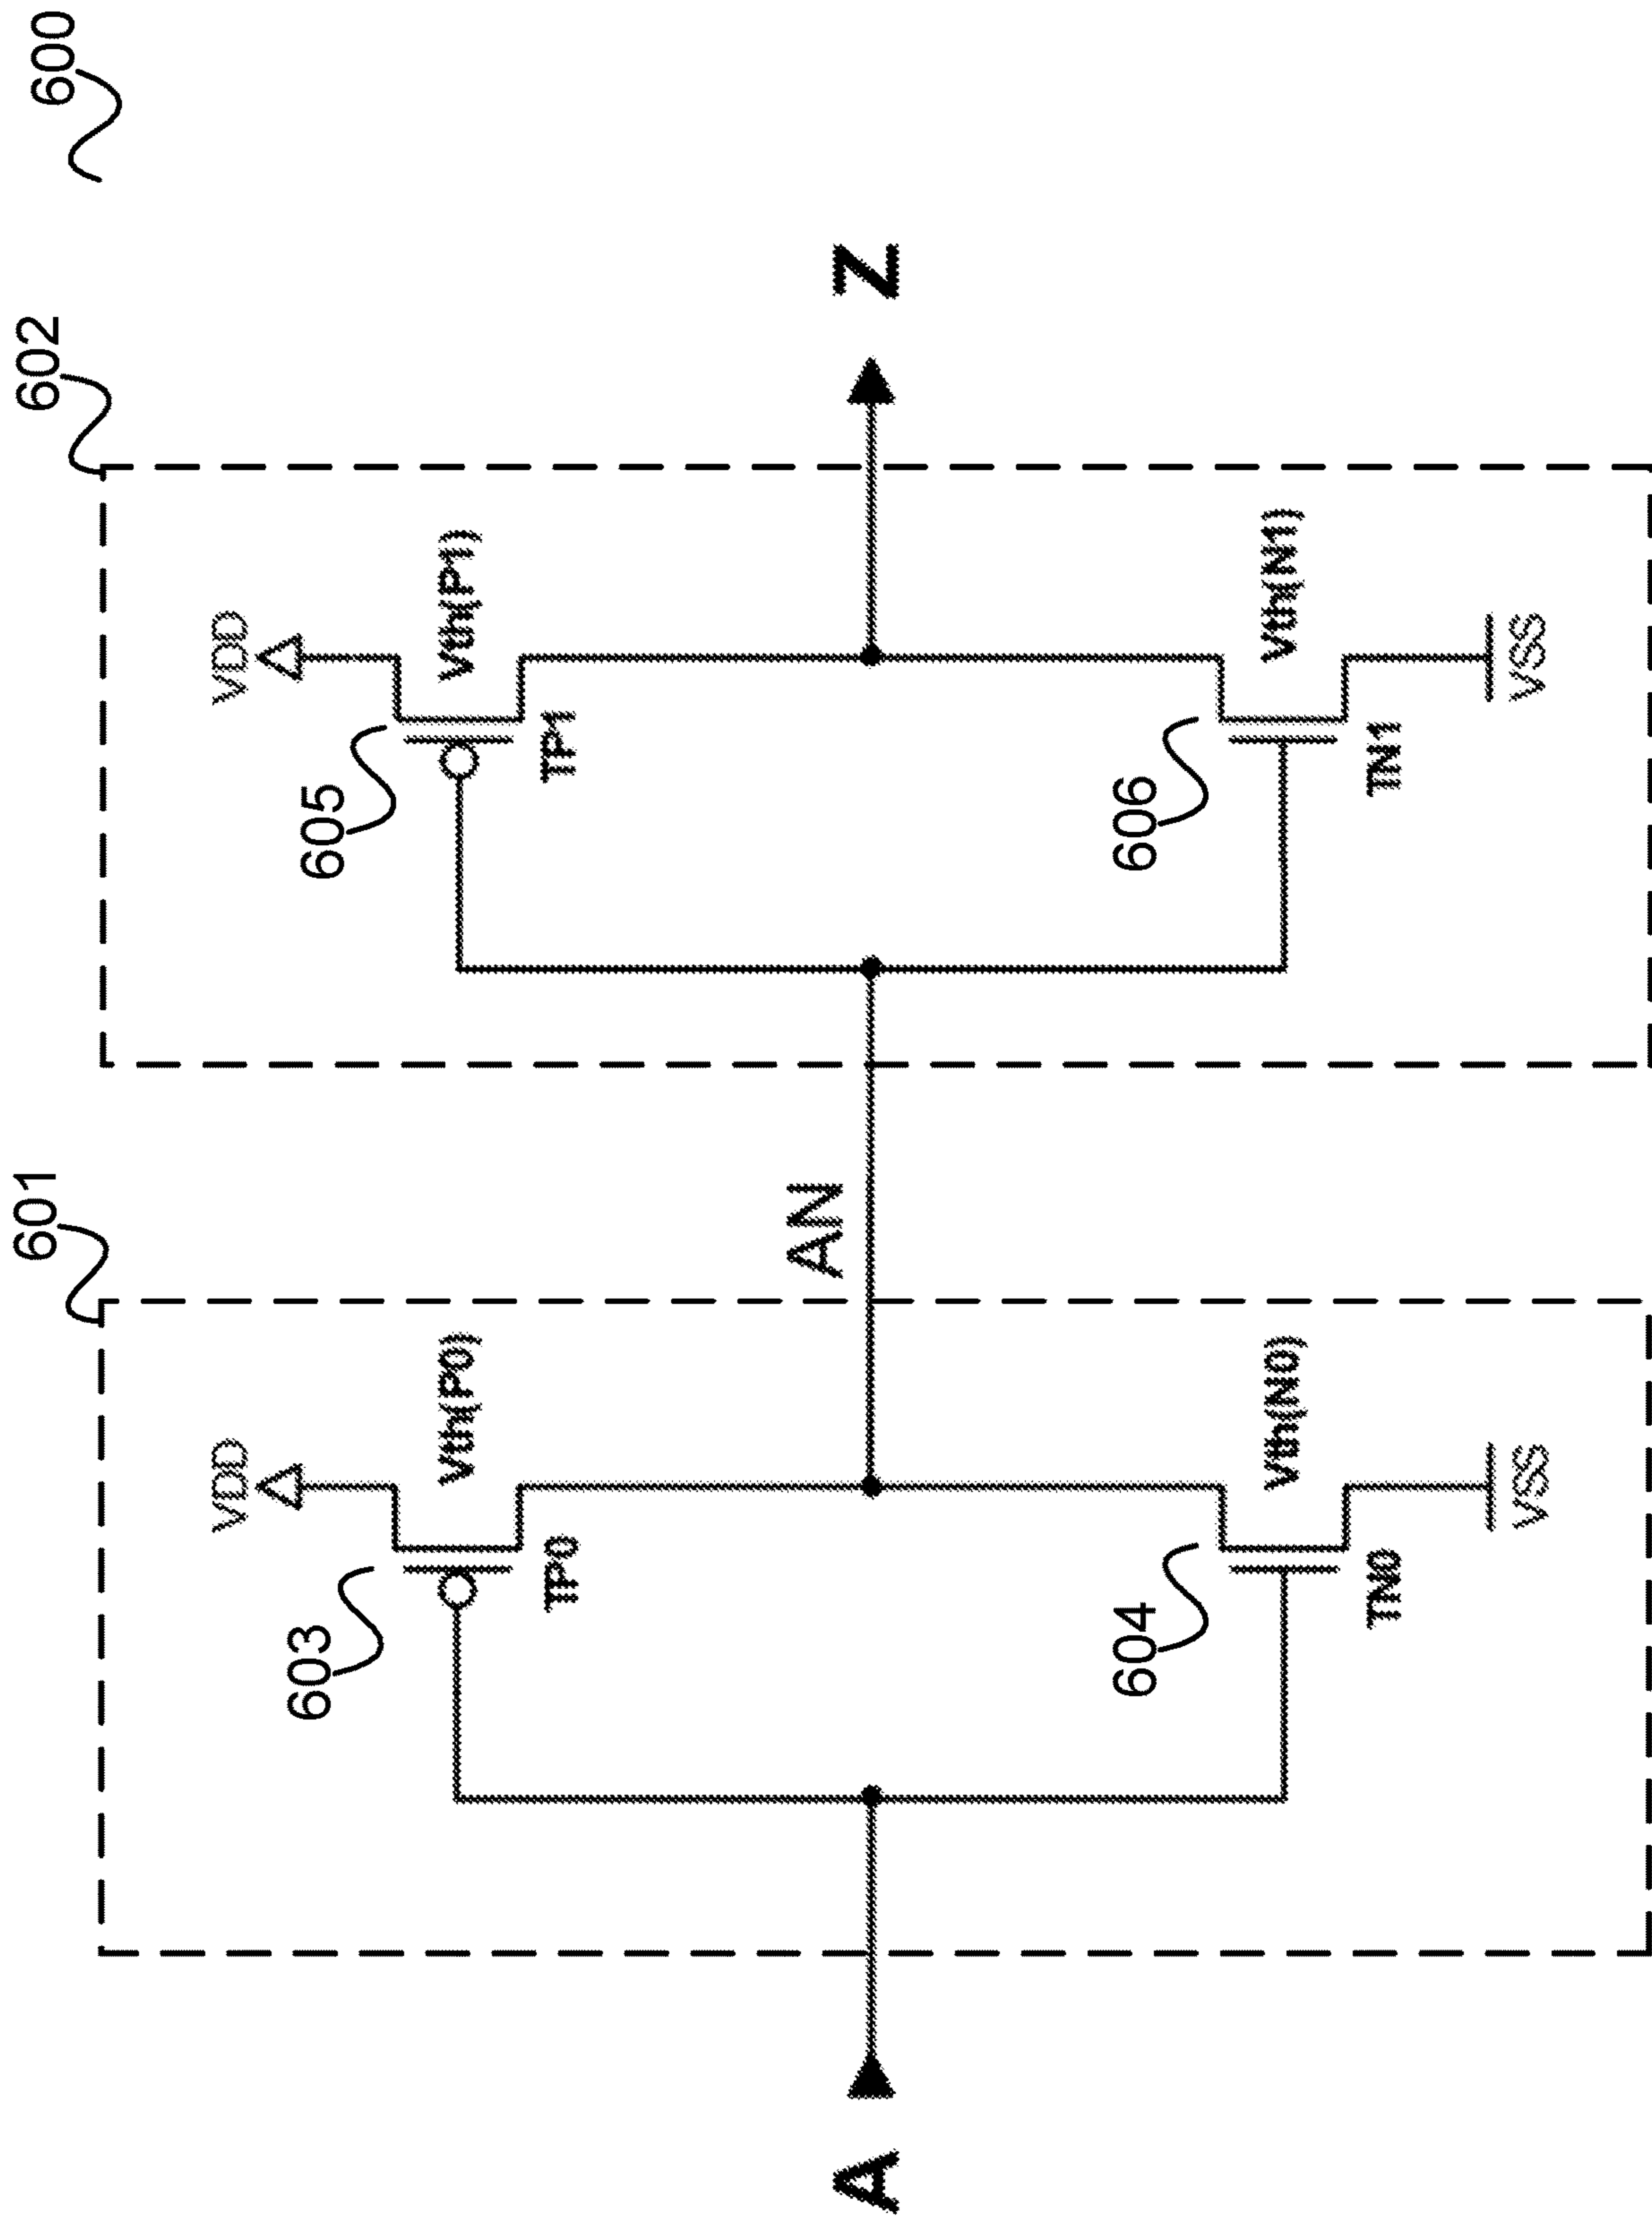 600
601
602
VDD
VDD
603
Vth(P0)
605
Vth(P1)
TP0
TP1
A
AN
Z
604
Vth(N0)
606
Vth(N1)
TN0
TN1
VSS
VSS